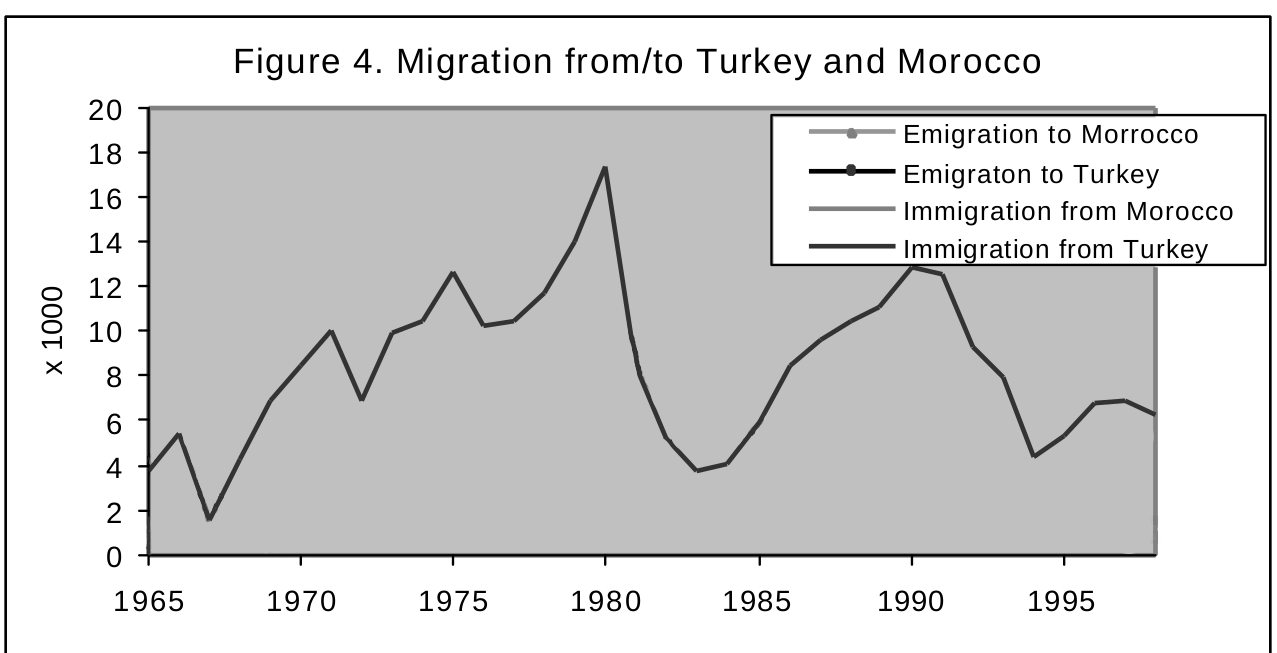 Figure 4. Migration from/to Turkey and Morocco
20
18
16
14
12
10
8
6
4
2
0
x 1000
Emigration to Morrocco
Emigraton to Turkey
Immigration from Morocco
Immigration from Turkey
1965 1970 1975 1980 1985 1990 1995